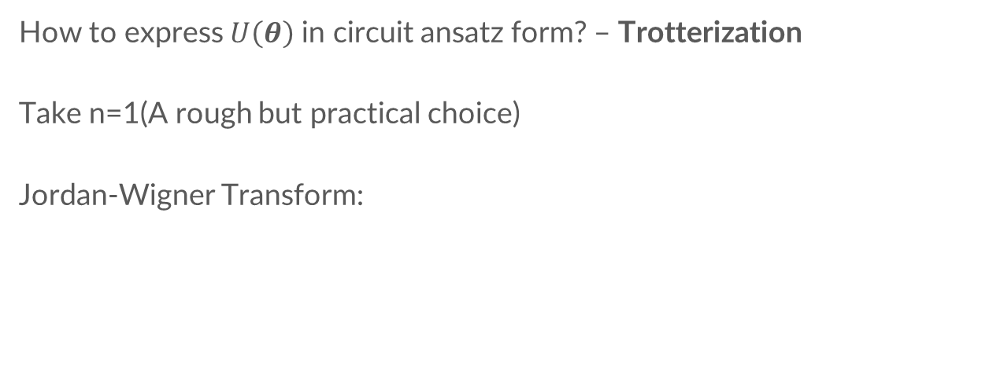 How to express U(θ) in circuit ansatz form? – Trotterization
Take n=1(A rough but practical choice)
Jordan-Wigner Transform: